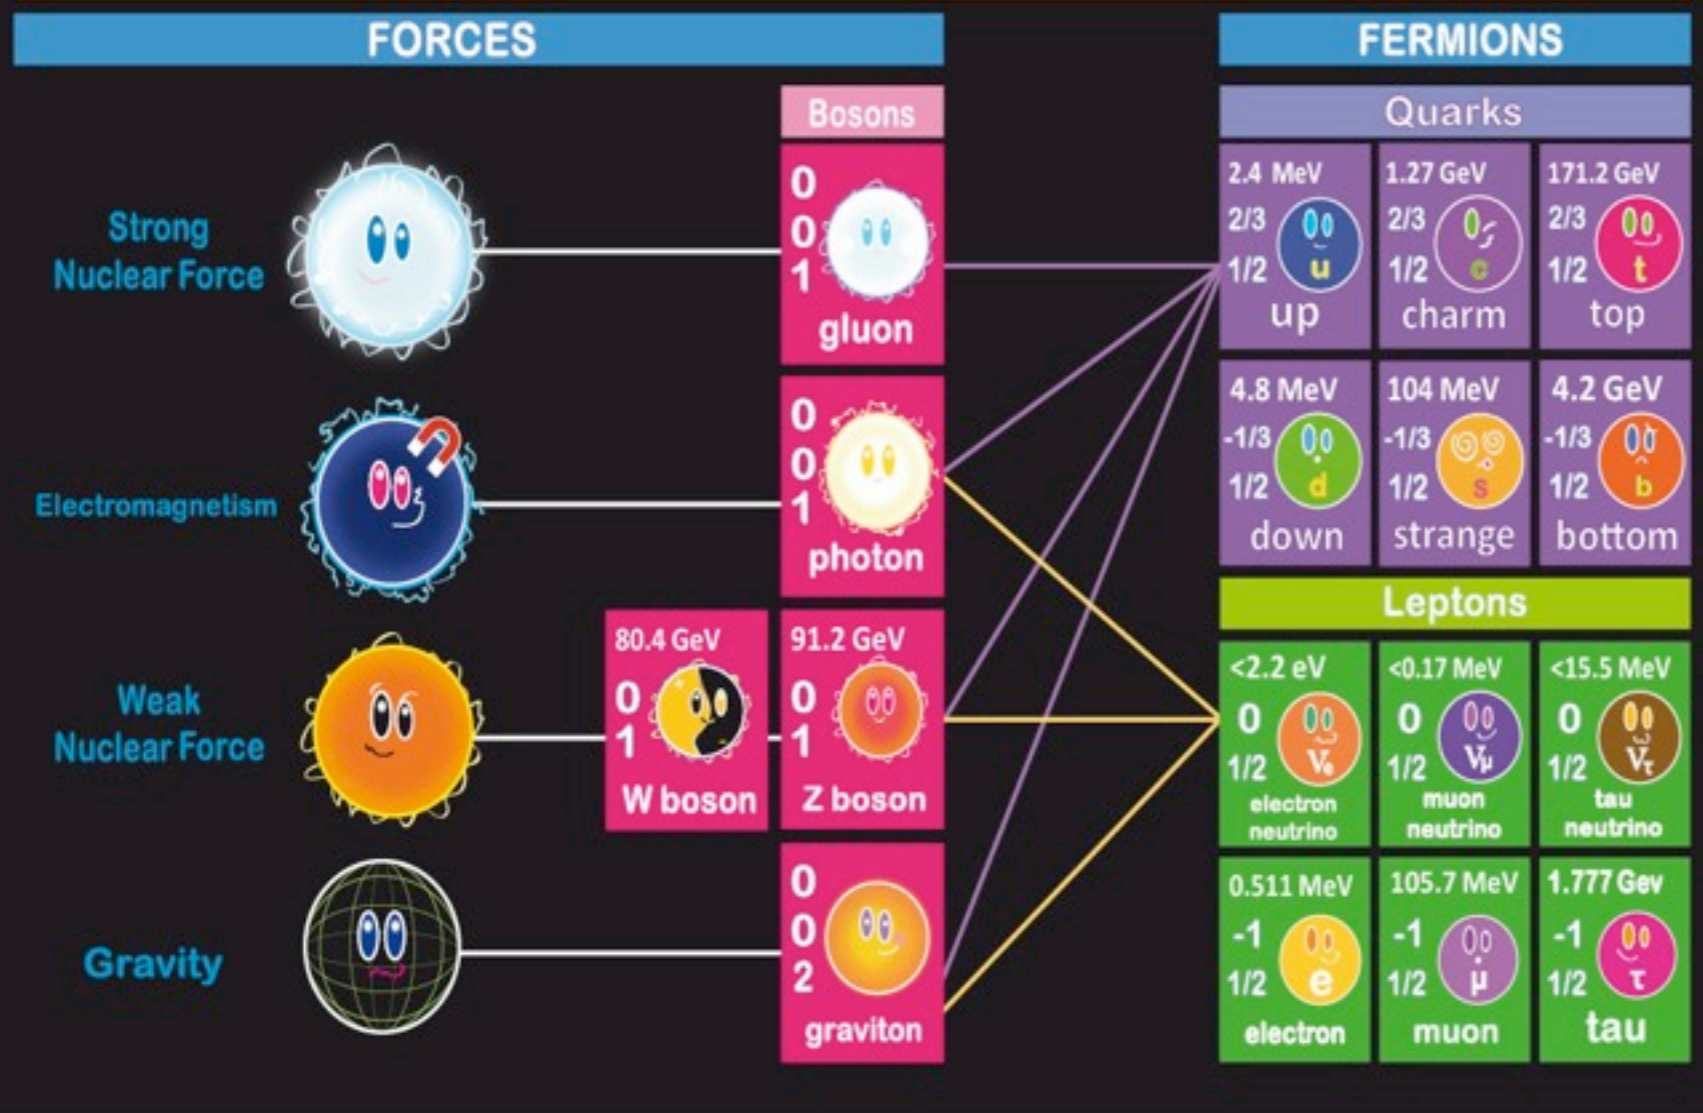 FORCES
FERMIONS
Bosons
Quarks
Strong
Nuclear Force
0
0
1
gluon
2.4 MeV
2/3
1/2
u
up
1.27 GeV
2/3
1/2
c
charm
171.2 GeV
2/3
1/2
t
top
Electromagnetism
0
0
1
photon
4.8 MeV
-1/3
1/2
d
down
104 MeV
-1/3
1/2
s
strange
4.2 GeV
-1/3
1/2
b
bottom
Leptons
Weak
Nuclear Force
80.4 GeV
0
1
W boson
91.2 GeV
0
1
Z boson
<2.2 eV
0
1/2
Ve
electron
neutrino
<0.17 MeV
0
1/2
Vμ
muon
neutrino
<15.5 MeV
0
1/2
Vτ
tau
neutrino
Gravity
0
0
2
graviton
0.511 MeV
-1
1/2
e
electron
105.7 MeV
-1
1/2
μ
muon
1.777 Gev
-1
1/2
τ
tau